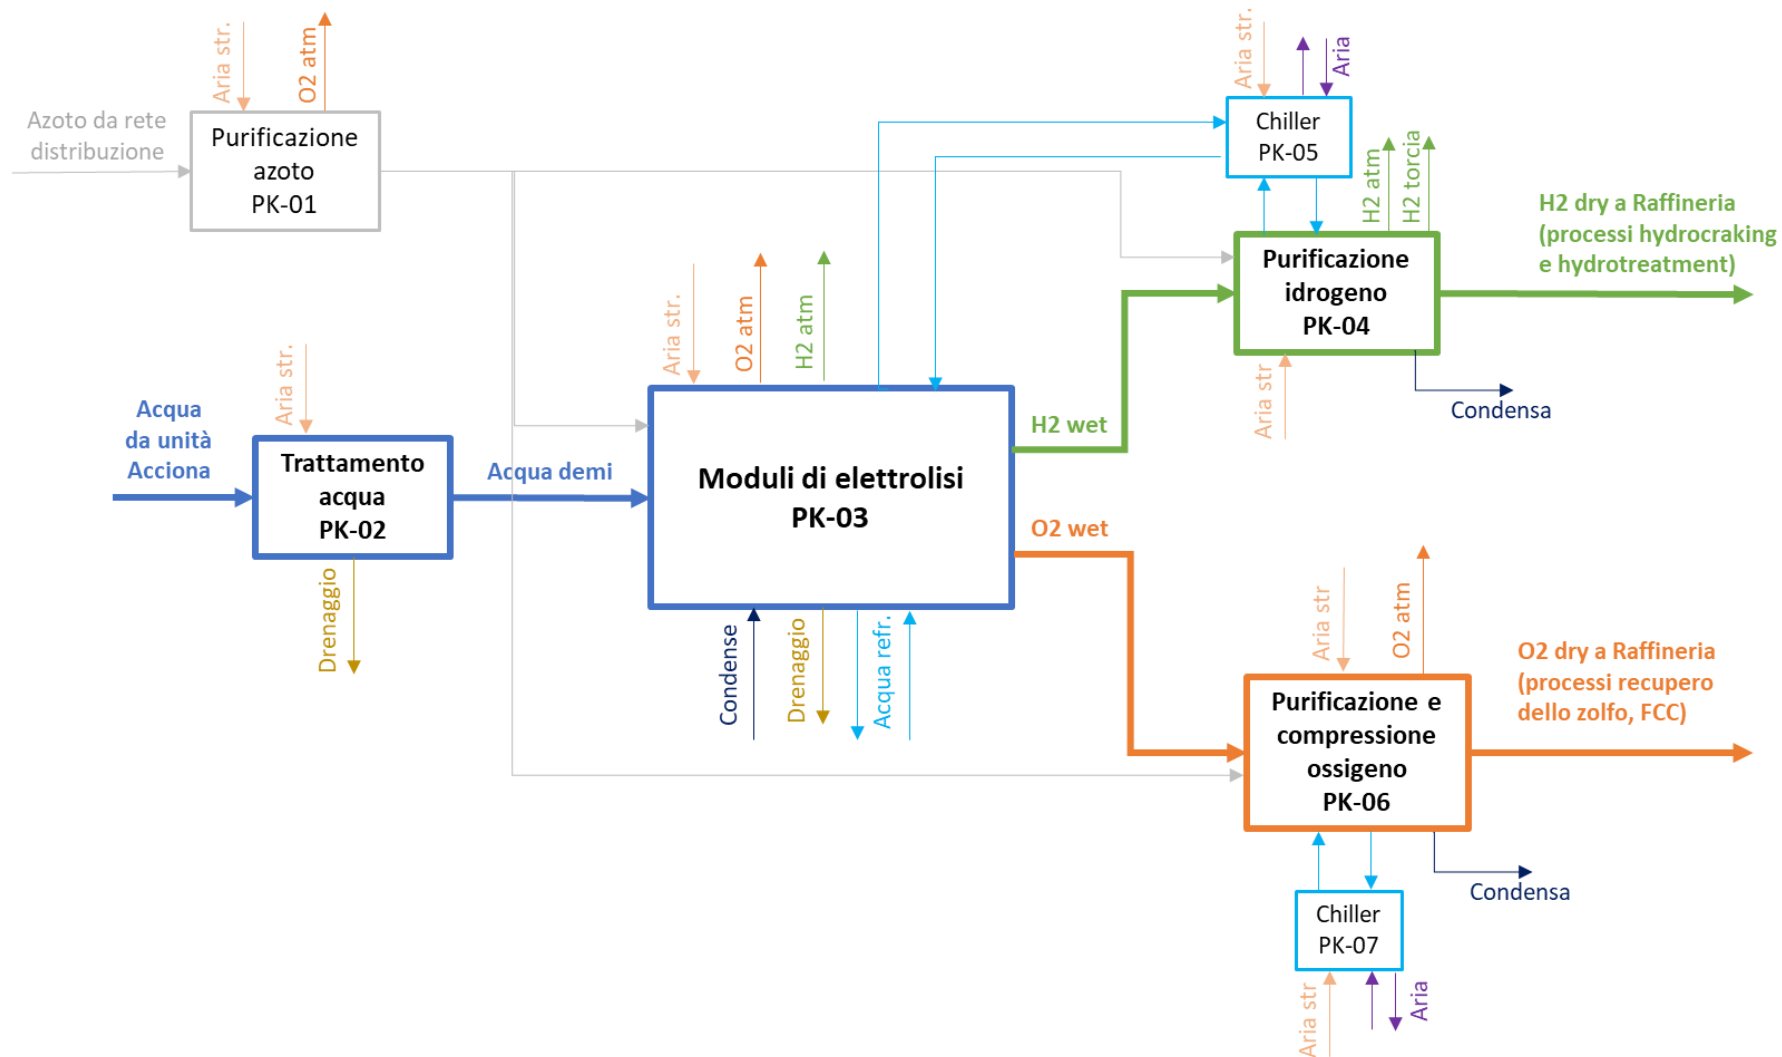 Aria str.
O2 atm
Azoto da rete
distribuzione
Purificazione
azoto
PK-01
Aria str.
Aria
Chiller
PK-05
H2 atm
H2 torcia
H2 dry a Raffineria
(processi hydrocraking
e hydrotreatment)
Purificazione
idrogeno
PK-04
Aria str
Condensa
Aria str.
O2 atm
H2 atm
Aria str.
Acqua
da unità
Acciona
Trattamento
acqua
PK-02
Drenaggio
Acqua demi
Moduli di elettrolisi
PK-03
H2 wet
O2 wet
Condense
Drenaggio
Acqua refr.
Aria str
O2 atm
O2 dry a Raffineria
(processi recupero
dello zolfo, FCC)
Purificazione e
compressione
ossigeno
PK-06
Condensa
Chiller
PK-07
Aria str
Aria